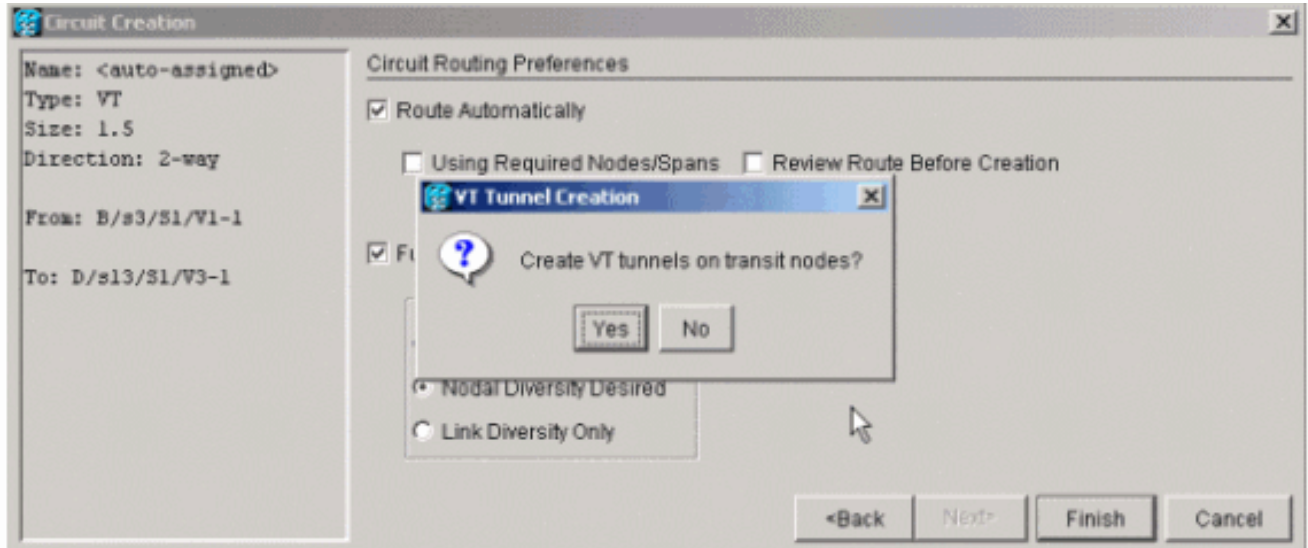 Circuit Creation
Name: <auto-assigned>
Type: VT
Size: 1.5
Direction: 2-way
From: B/s3/S1/V1-1
To: D/s13/S1/V3-1
Circuit Routing Preferences
Route Automatically
Using Required Nodes/Spans
Review Route Before Creation
VT Tunnel Creation
?
Create VT tunnels on transit nodes?
Yes
No
Nodal Diversity Desired
Link Diversity Only
<Back
Next>
Finish
Cancel